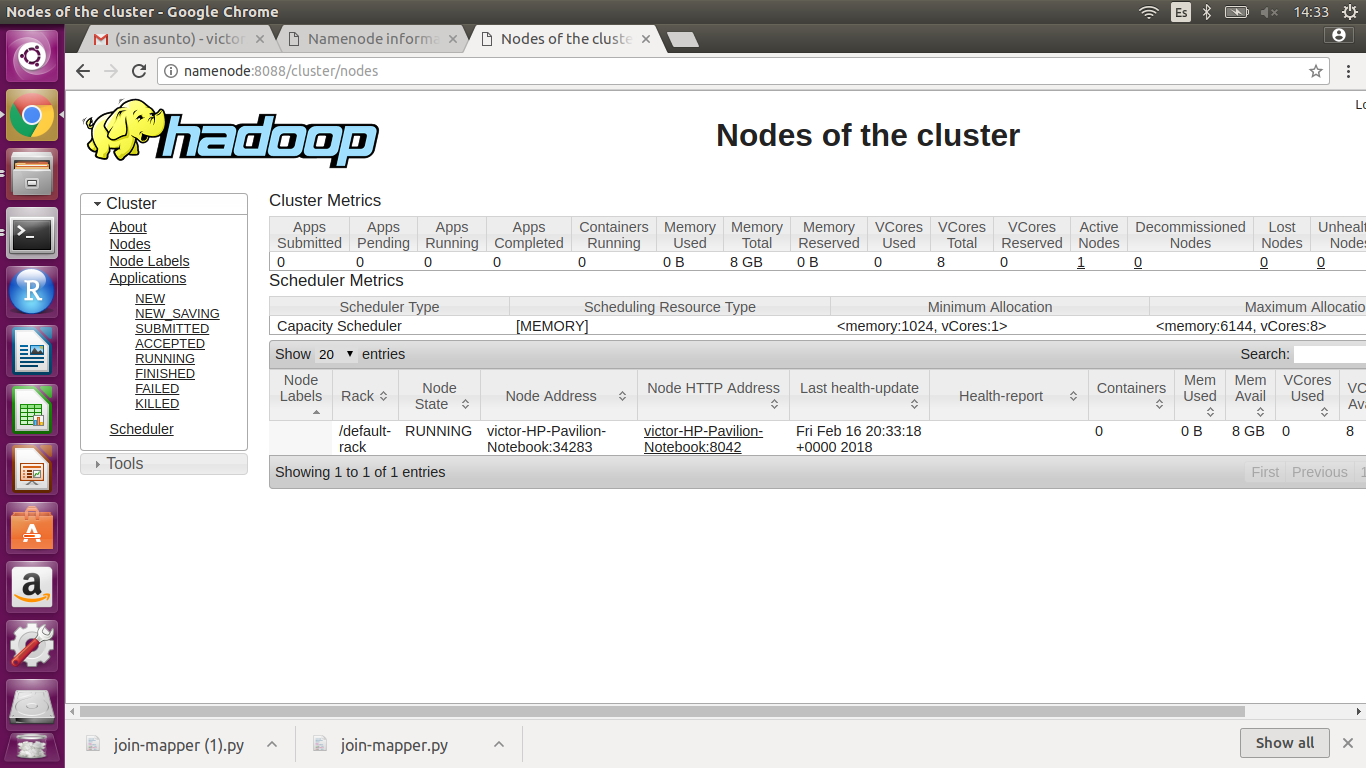 Nodes of the cluster - Google Chrome
Es
14:33
(sin asunto) - victor
Namenode informa
Nodes of the cluste
namenode:8088/cluster/nodes
hadoop
Nodes of the cluster
Lo
Cluster
About
Nodes
Node Labels
Applications
NEW
NEW_SAVING
SUBMITTED
ACCEPTED
RUNNING
FINISHED
FAILED
KILLED
Scheduler
Tools
Cluster Metrics
Apps Submitted Apps Pending Apps Running Apps Completed Containers Running Memory Used Memory Total Memory Reserved VCores Used VCores Total VCores Reserved Active Nodes Decommissioned Nodes Lost Nodes Unhealt Nodes
0 0 0 0 0 0 B 8 GB 0 B 0 8 0 1 0 0 0
Scheduler Metrics
Scheduler Type Scheduling Resource Type Minimum Allocation Maximum Allocatio
Capacity Scheduler [MEMORY] <memory:1024, vCores:1> <memory:6144, vCores:8>
Show 20 entries Search:
Node Labels Rack Node State Node Address Node HTTP Address Last health-update Health-report Containers Mem Used Mem Avail VCores Used VC Ava
/default- RUNNING victor-HP-Pavilion- victor-HP-Pavilion- Fri Feb 16 20:33:18 0 0 B 8 GB 0 8
rack Notebook:34283 Notebook:8042 +0000 2018
Showing 1 to 1 of 1 entries First Previous 1
join-mapper (1).py
join-mapper.py
Show all